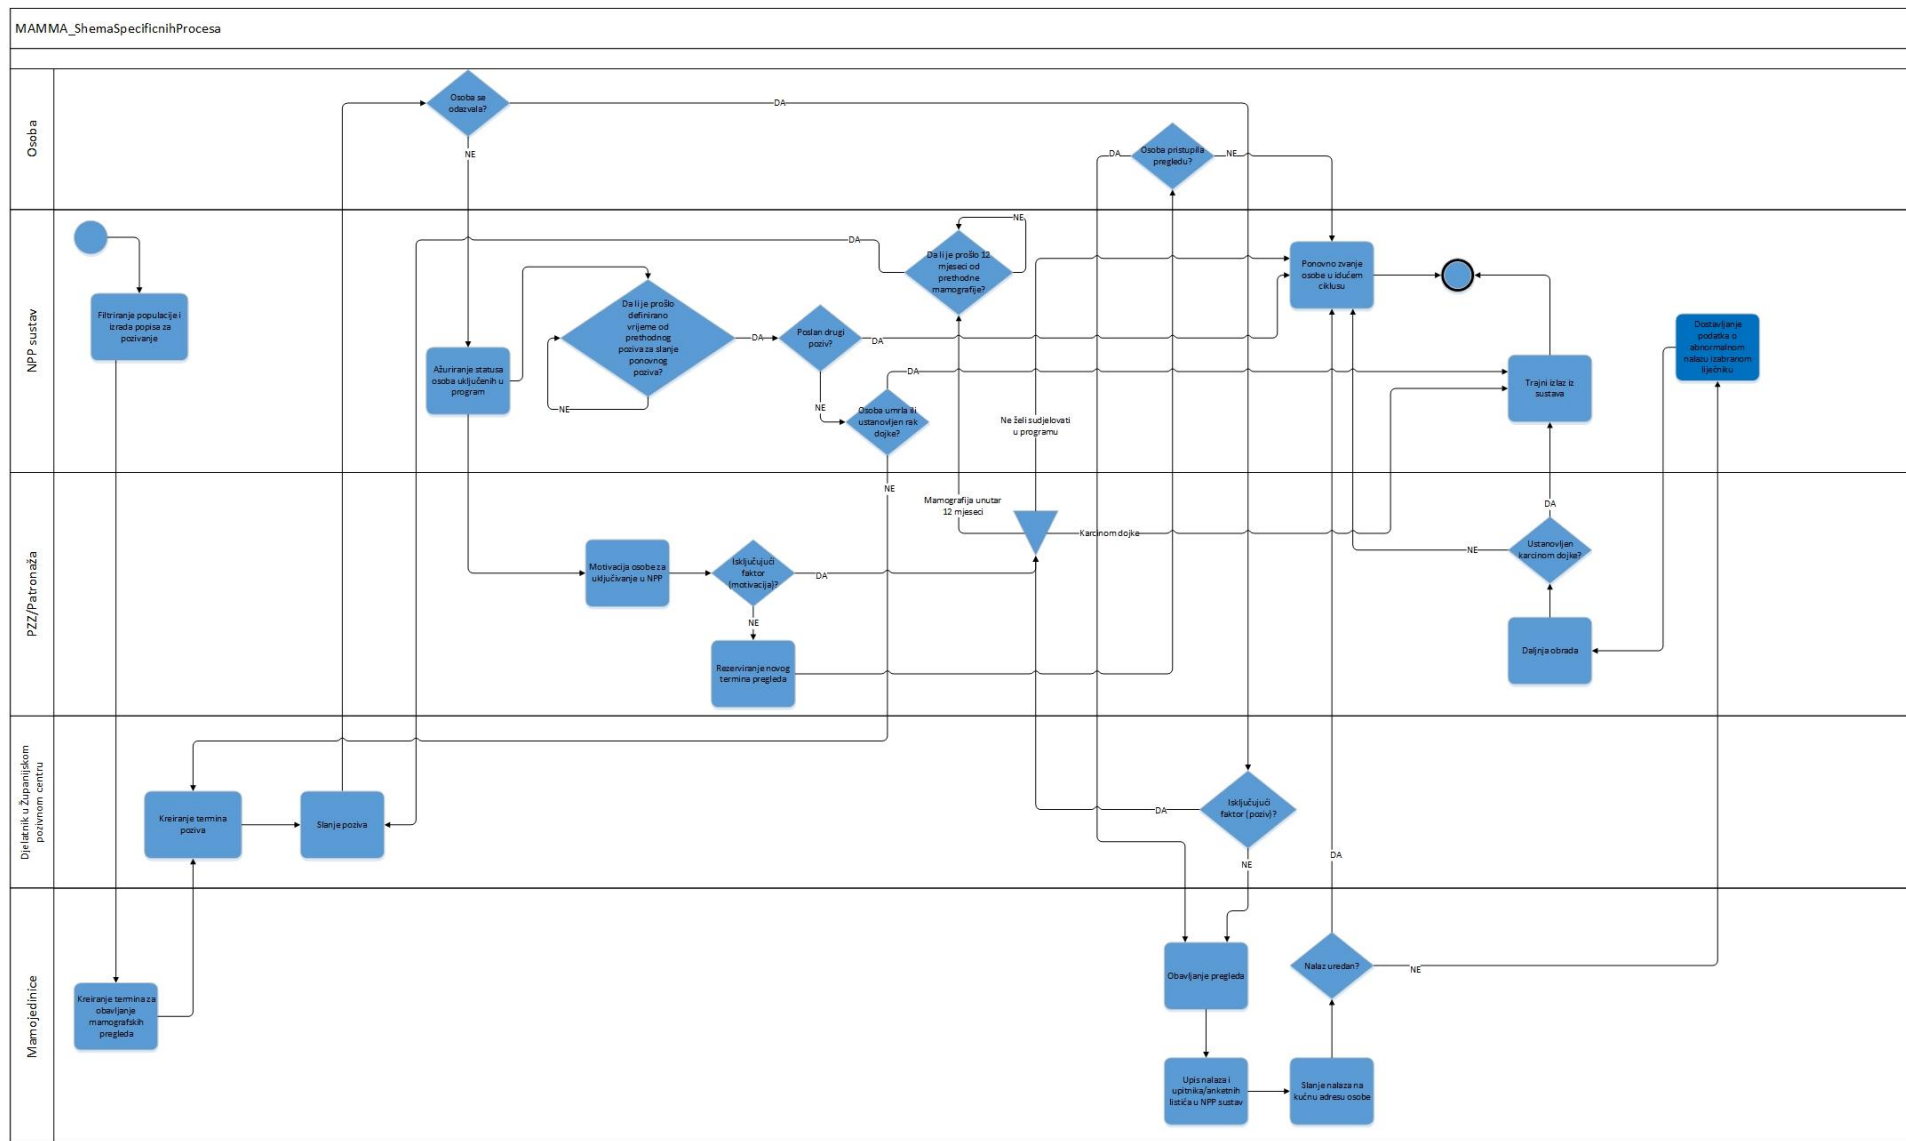 MAMMA_ShemaSpecificnihProcesa
Osoba
Osoba se
odazvala?
DA
NE
Osoba pristupila
pregledu?
DA
NE
NPP sustav
Filtriranje populacije i
izrada popisa za
pozivanje
Ažuriranje statusa
osoba uključenih u
program
Da li je prošlo
definirano
vrijeme od
prethodnog
poziva za slanje
ponovnog
poziva?
NE
DA
Poslan drugi
poziv?
DA
NE
Osoba umrla ili
ustanovljen rak
dojke?
DA
NE
Da li je prošlo 12
mjeseci od
prethodne
mamografije?
DA
NE
Ne želi sudjelovati
u programu
Ponovno zvanje
osobe u idućem
ciklusu
Trajni izlaz iz
sustava
Dostavljanje
podatka o
abnormalnom
nalazu izabranom
liječniku
PZZ/Patronaža
Motivacija osobe za
uključivanje u NPP
Isključujući
faktor
(motivacija)?
DA
NE
Rezerviranje novog
termina pregleda
Mamografija unutar
12 mjeseci
Karcinom dojke
Ustanovljen
karcinom dojke?
DA
NE
Daljnja obrada
Djelatnik u Županijskom
pozivnom centru
Kreiranje termina
poziva
Slanje poziva
Isključujući
faktor (poziv)?
DA
NE
Mamojedinice
Kreiranje termina za
obavljanje
mamografskih
pregleda
Obavljanje pregleda
Upis nalaza i
upitnika/anketnih
listića u NPP sustav
Slanje nalaza na
kućnu adresu osobe
Nalaz uredan?
DA
NE